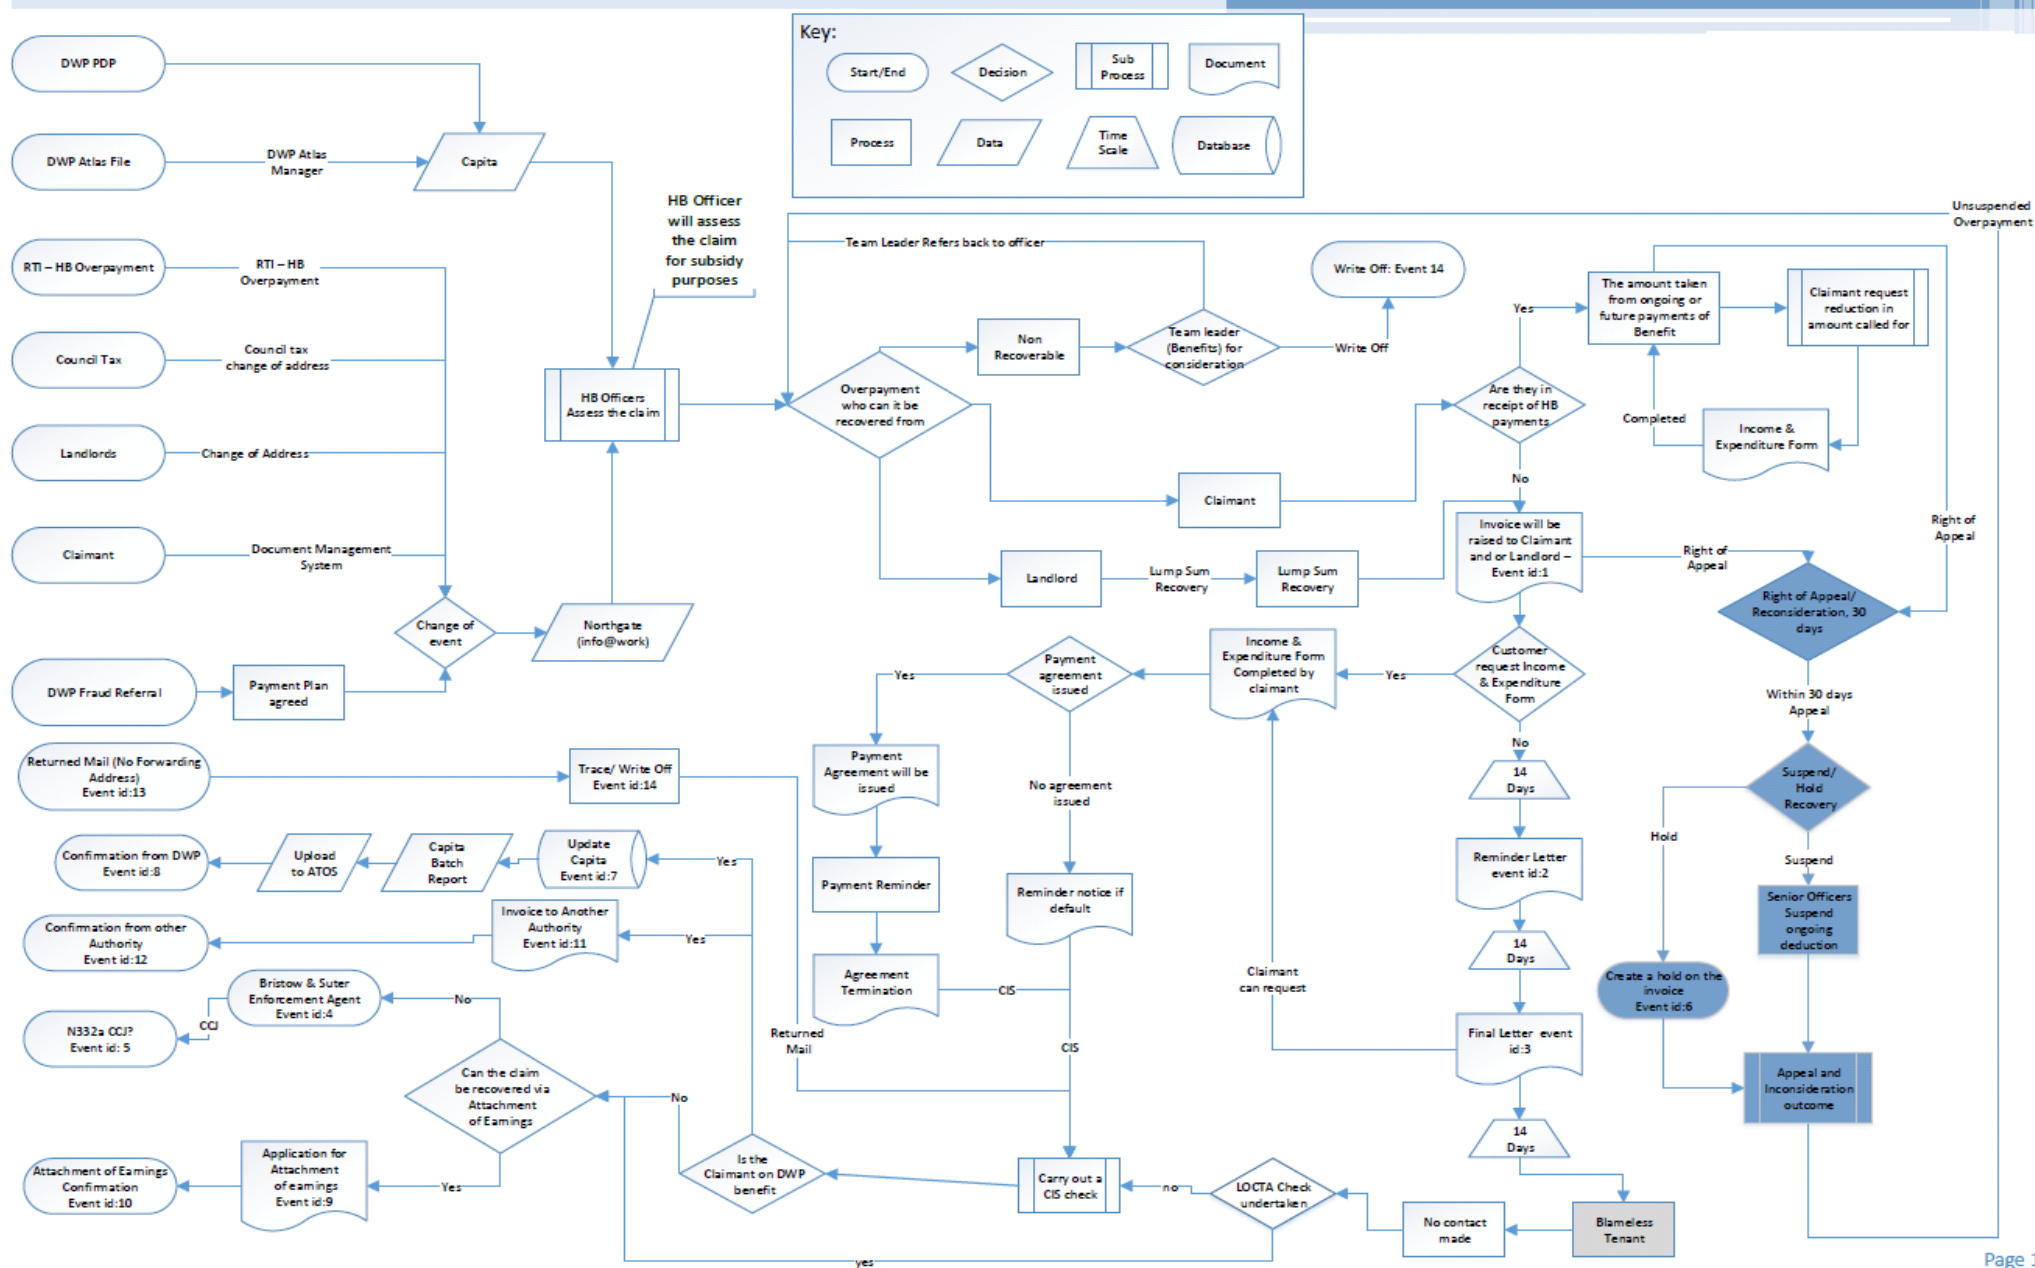 Key:
Start/End
Decision
Sub
Process
Document
Process
Data
Time
Scale
Database
DWP PDP
DWP Atlas File
DWP Atlas
Manager
Capita
RTI – HB Overpayment
RTI – HB
Overpayment
Council Tax
Council tax
change of address
Landlords
Change of Address
Claimant
Document Management
System
Change of
event
Northgate
(info@work)
DWP Fraud Referral
Payment Plan
agreed
HB Officer
will assess
the claim
for subsidy
purposes
HB Officers
Assess the claim
Unsuspended
Overpayment
Team Leader Refers back to officer
Overpayment
who can it be
recovered from
Non
Recoverable
Team leader
(Benefits) for
consideration
Write Off
Write Off: Event 14
Claimant
Landlord
Lump Sum
Recovery
Lump Sum
Recovery
Are they in
receipt of HB
payments
Yes
No
The amount taken
from ongoing or
future payments of
Benefit
Claimant request
reduction in
amount called for
Income &
Expenditure Form
Completed
Right of
Appeal
Invoice will be
raised to Claimant
and or Landlord –
Event id:1
Right of
Appeal
Right of Appeal/
Reconsideration, 30
days
Within 30 days
Appeal
Suspend/
Hold
Recovery
Hold
Suspend
Senior Officers
Suspend
ongoing
deduction
Create a hold on the
invoice
Event id:6
Appeal and
Inconsideration
outcome
Customer
request Income
& Expenditure
Form
Yes
No
Income &
Expenditure Form
Completed by
claimant
Payment
agreement
issued
Yes
No agreement
issued
Payment
Agreement will be
issued
Payment Reminder
Agreement
Termination
CIS
Reminder notice if
default
CIS
14
Days
Reminder Letter
event id:2
14
Days
Final Letter event
id:3
Claimant
can request
14
Days
Blameless
Tenant
No contact
made
LOCTA Check
undertaken
no
yes
Carry out a
CIS check
Is the
Claimant on DWP
benefit
No
Yes
Yes
Returned Mail (No Forwarding
Address)
Event id:13
Trace/ Write Off
Event id:14
Returned
Mail
Update
Capita
Event id:7
Capita
Batch
Report
Upload
to ATOS
Confirmation from DWP
Event id:8
Invoice to Another
Authority
Event id:11
Confirmation from other
Authority
Event id:12
Can the claim
be recovered via
Attachment
of Earnings
No
Bristow & Suter
Enforcement Agent
Event id:4
CCJ
N332a CCJ?
Event id: 5
Yes
Application for
Attachment
of earnings
Event id:9
Attachment of Earnings
Confirmation
Event id:10
Page 1